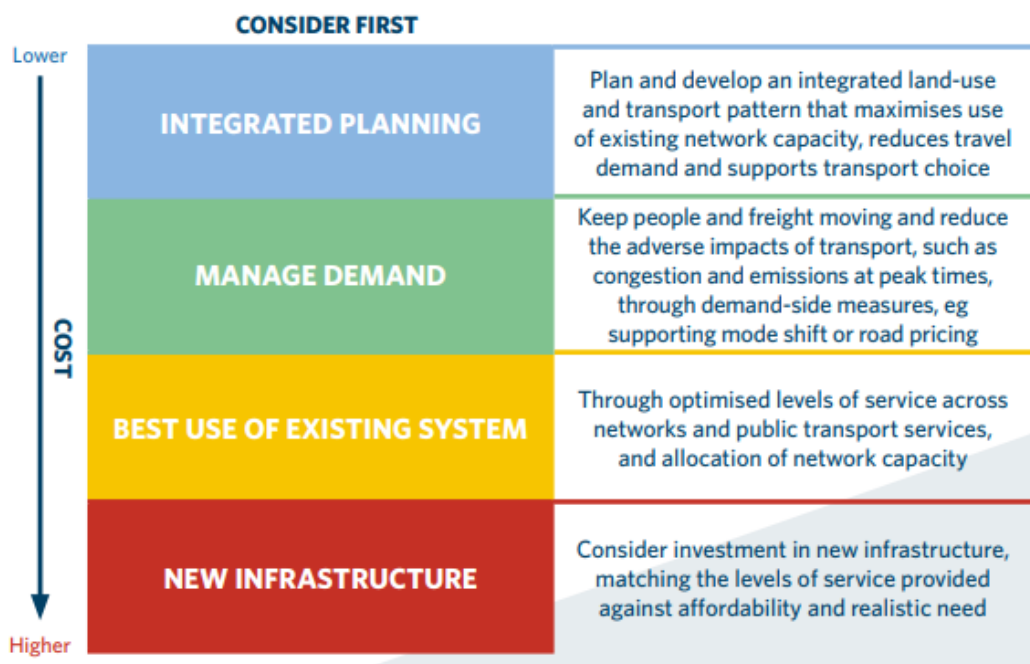 CONSIDER FIRST
Lower
INTEGRATED PLANNING
Plan and develop an integrated land-use
and transport pattern that maximises use
of existing network capacity, reduces travel
demand and supports transport choice
MANAGE DEMAND
Keep people and freight moving and reduce
the adverse impacts of transport, such as
congestion and emissions at peak times,
through demand-side measures, eg
supporting mode shift or road pricing
COST
BEST USE OF EXISTING SYSTEM
Through optimised levels of service across
networks and public transport services,
and allocation of network capacity
NEW INFRASTRUCTURE
Consider investment in new infrastructure,
matching the levels of service provided
against affordability and realistic need
Higher